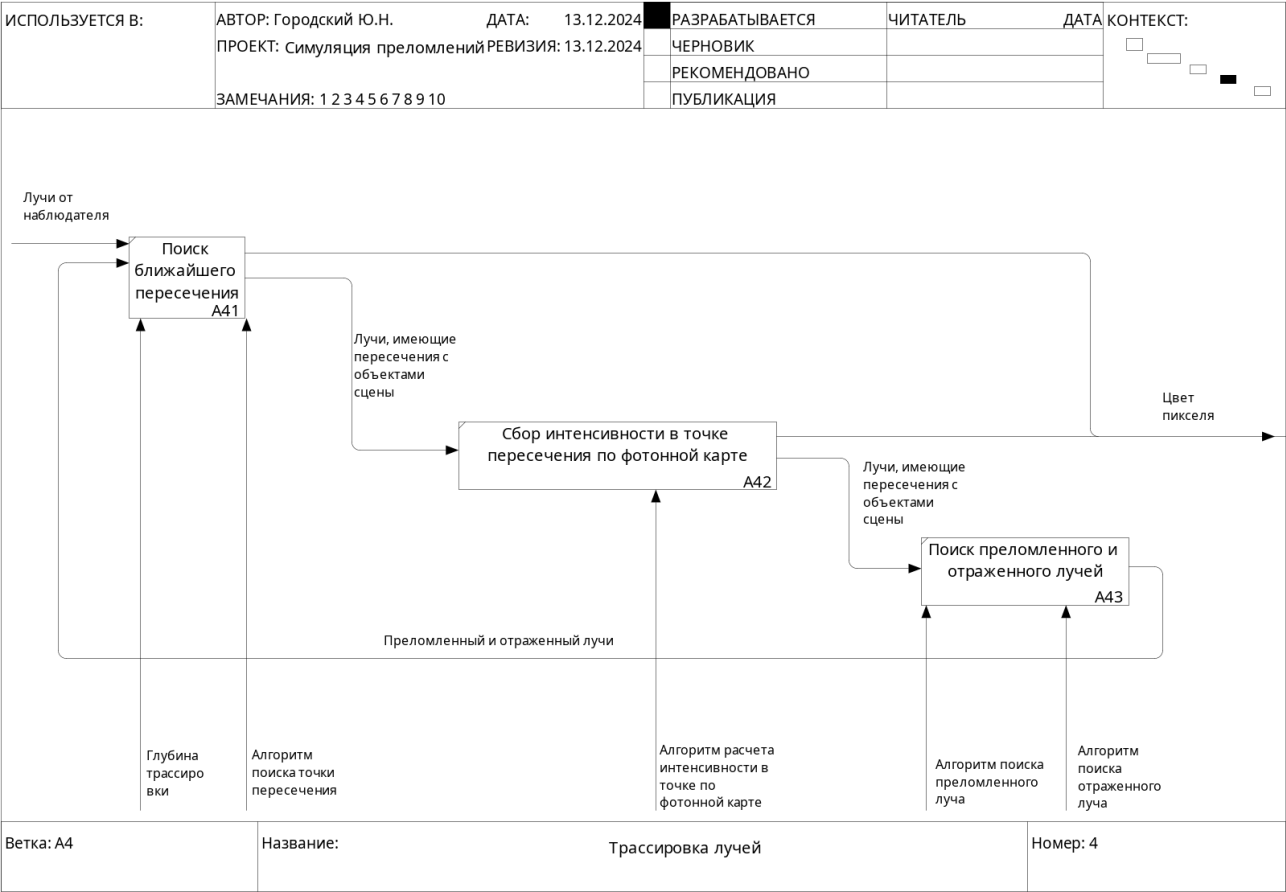 ИСПОЛЬЗУЕТСЯ В:
АВТОР: Городский Ю.Н.
ДАТА: 13.12.2024
ПРОЕКТ: Симуляция преломлений
РЕВИЗИЯ: 13.12.2024
ЗАМЕЧАНИЯ: 1 2 3 4 5 6 7 8 9 10
РАЗРАБАТЫВАЕТСЯ
ЧЕРНОВИК
РЕКОМЕНДОВАНО
ПУБЛИКАЦИЯ
ЧИТАТЕЛЬ
ДАТА
КОНТЕКСТ:
Лучи от
наблюдателя
Поиск
ближайшего
пересечения
A41
Лучи, имеющие
пересечения с
объектами
сцены
Цвет
пикселя
Сбор интенсивности в точке
пересечения по фотонной карте
A42
Лучи, имеющие
пересечения с
объектами
сцены
Поиск преломленного и
отраженного лучей
A43
Преломленный и отраженный лучи
Глубина
трассиро
вки
Алгоритм
поиска точки
пересечения
Алгоритм расчета
интенсивности в
точке по
фотонной карте
Алгоритм поиска
преломленного
луча
Алгоритм
поиска
отраженного
луча
Ветка: A4
Название:
Трассировка лучей
Номер: 4